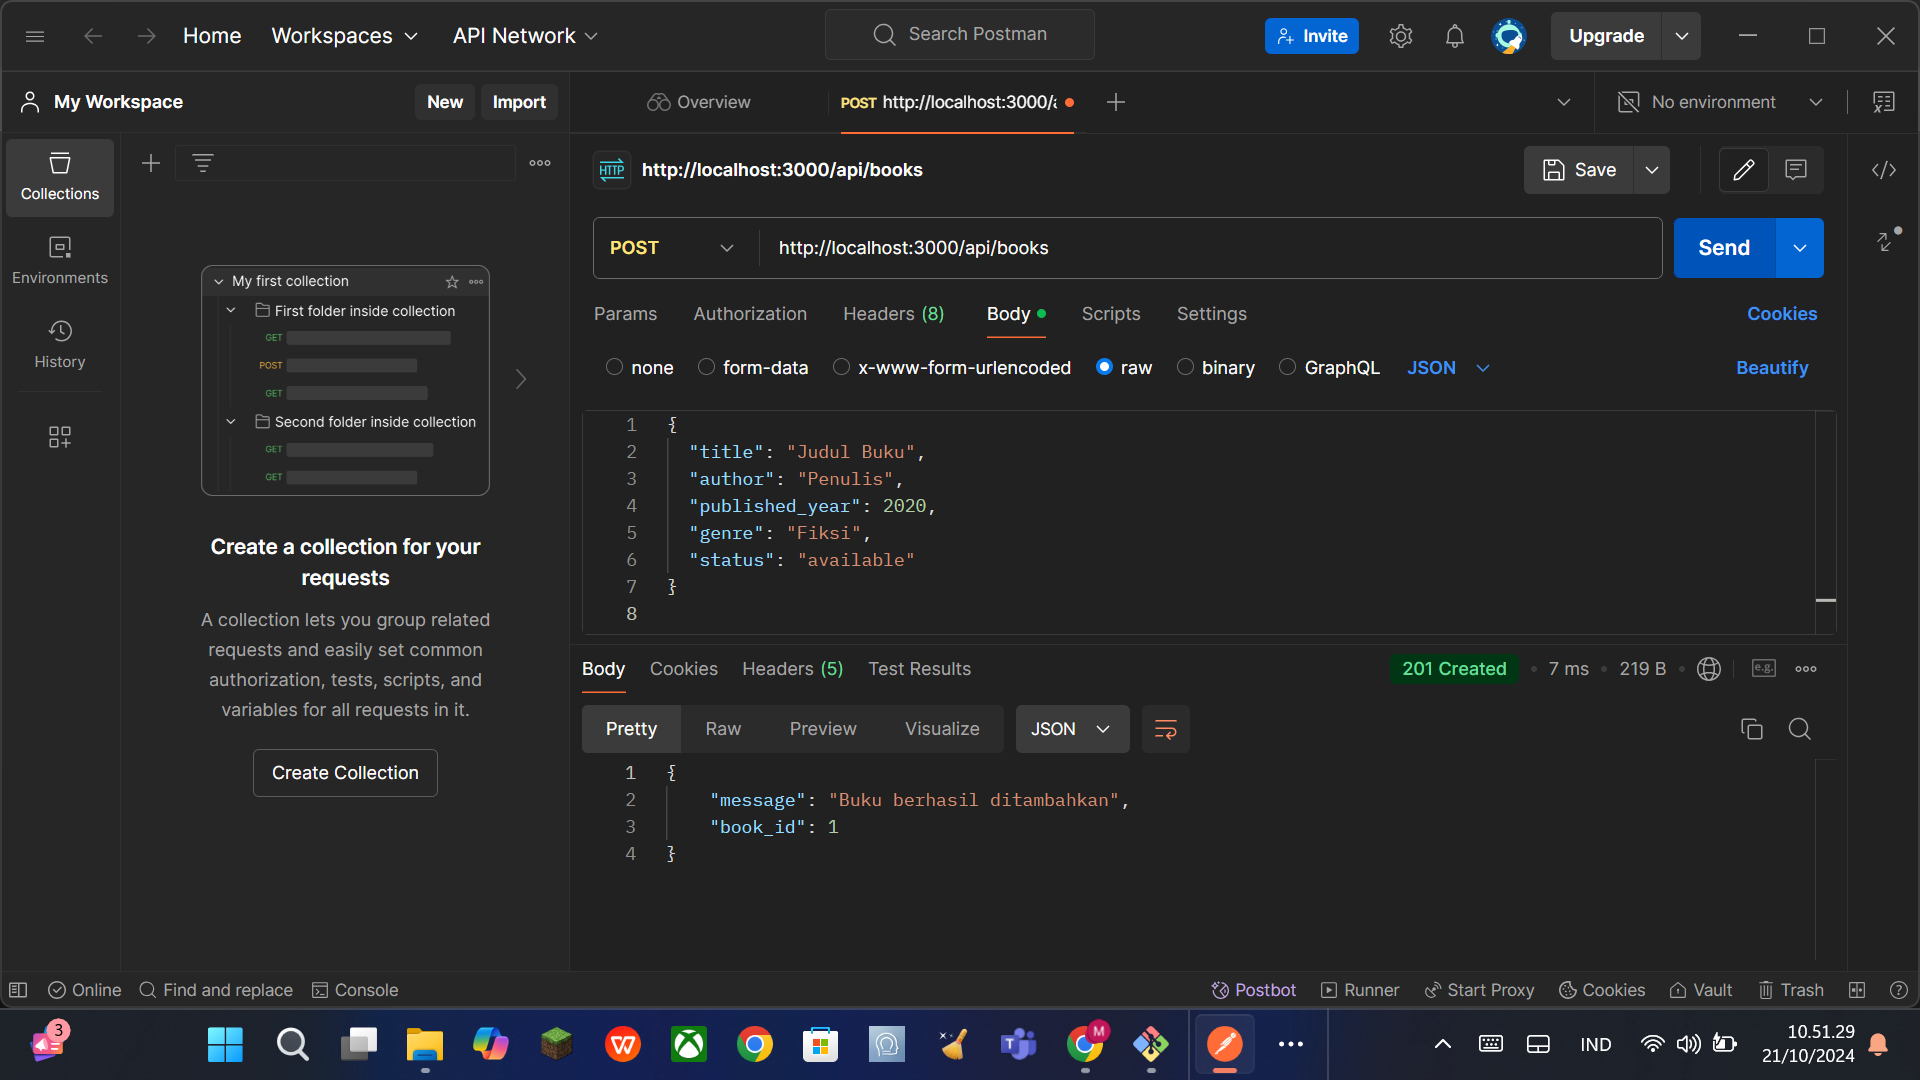 Home
Workspaces
API Network
Search Postman
Invite
Upgrade
My Workspace
New
Import
Overview
POST http://localhost:3000/a
No environment
Collections
Environments
History
My first collection
First folder inside collection
GET
POST
GET
Second folder inside collection
GET
GET
Create a collection for your
requests
A collection lets you group related
requests and easily set common
authorization, tests, scripts, and
variables for all requests in it.
Create Collection
HTTP
http://localhost:3000/api/books
Save
POST
http://localhost:3000/api/books
Send
Params
Authorization
Headers (8)
Body
Scripts
Settings
Cookies
none
form-data
x-www-form-urlencoded
raw
binary
GraphQL
JSON
Beautify
1 {
2 "title": "Judul Buku",
3 "author": "Penulis",
4 "published_year": 2020,
5 "genre": "Fiksi",
6 "status": "available"
7 }
8
Body
Cookies
Headers (5)
Test Results
201 Created
7 ms
219 B
e.g.
Pretty
Raw
Preview
Visualize
JSON
1 {
2 "message": "Buku berhasil ditambahkan",
3 "book_id": 1
4 }
Online
Find and replace
Console
Postbot
Runner
Start Proxy
Cookies
Vault
Trash
3
W
T
M
IND
10.51.29
21/10/2024